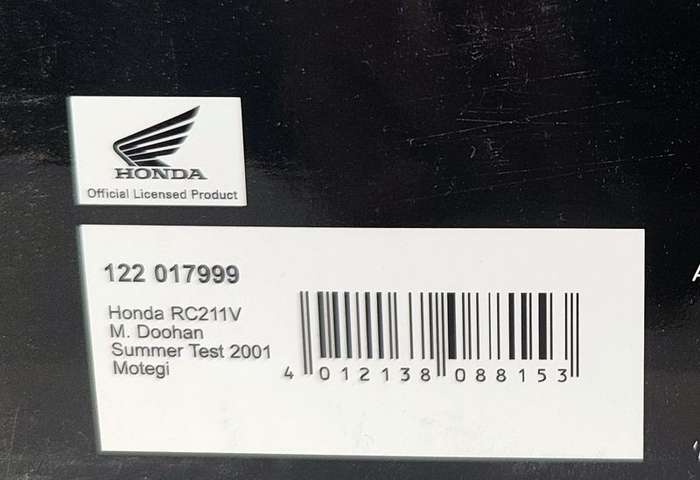 HONDA
Official Licensed Product
122 017999
Honda RC211V
M. Doohan
Summer Test 2001
Motegi
4 012138 088153